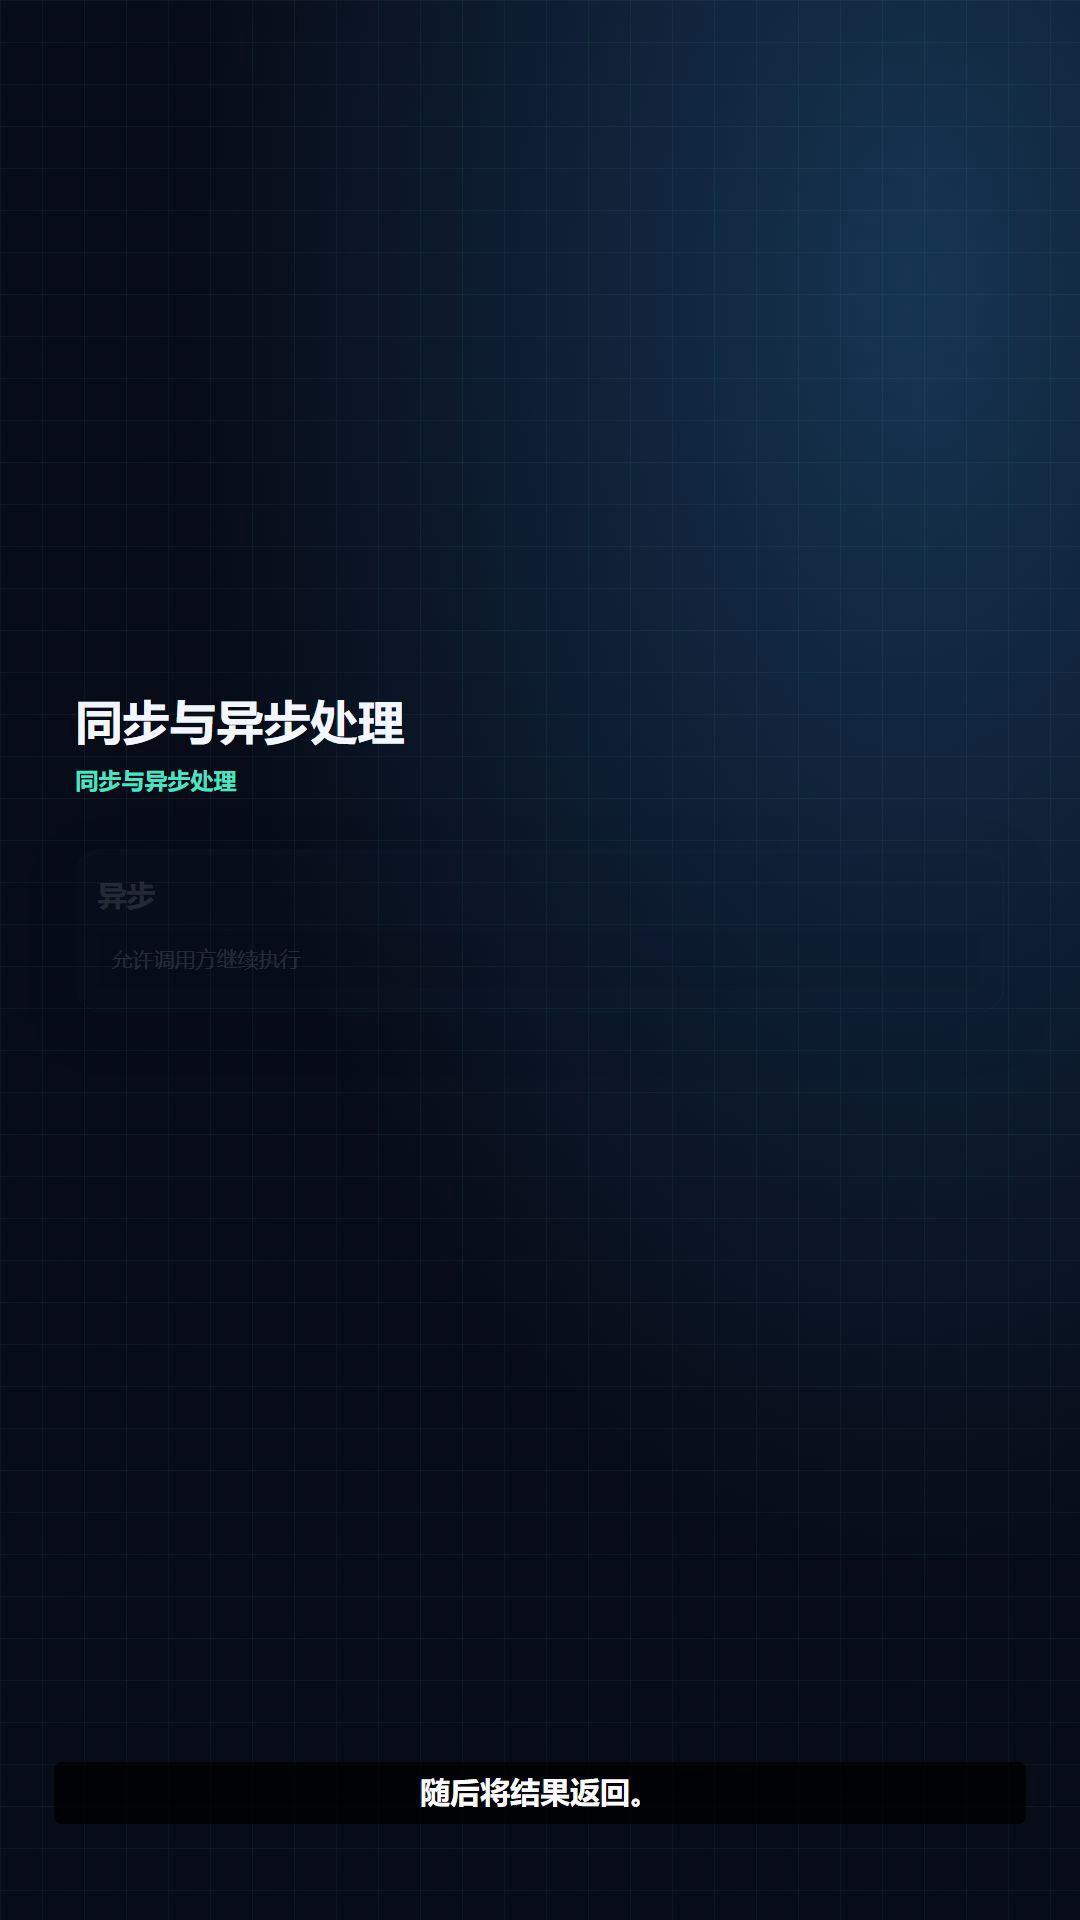 同步与异步处理
同步与异步处理
异步
允许调用方继续执行
随后将结果返回。